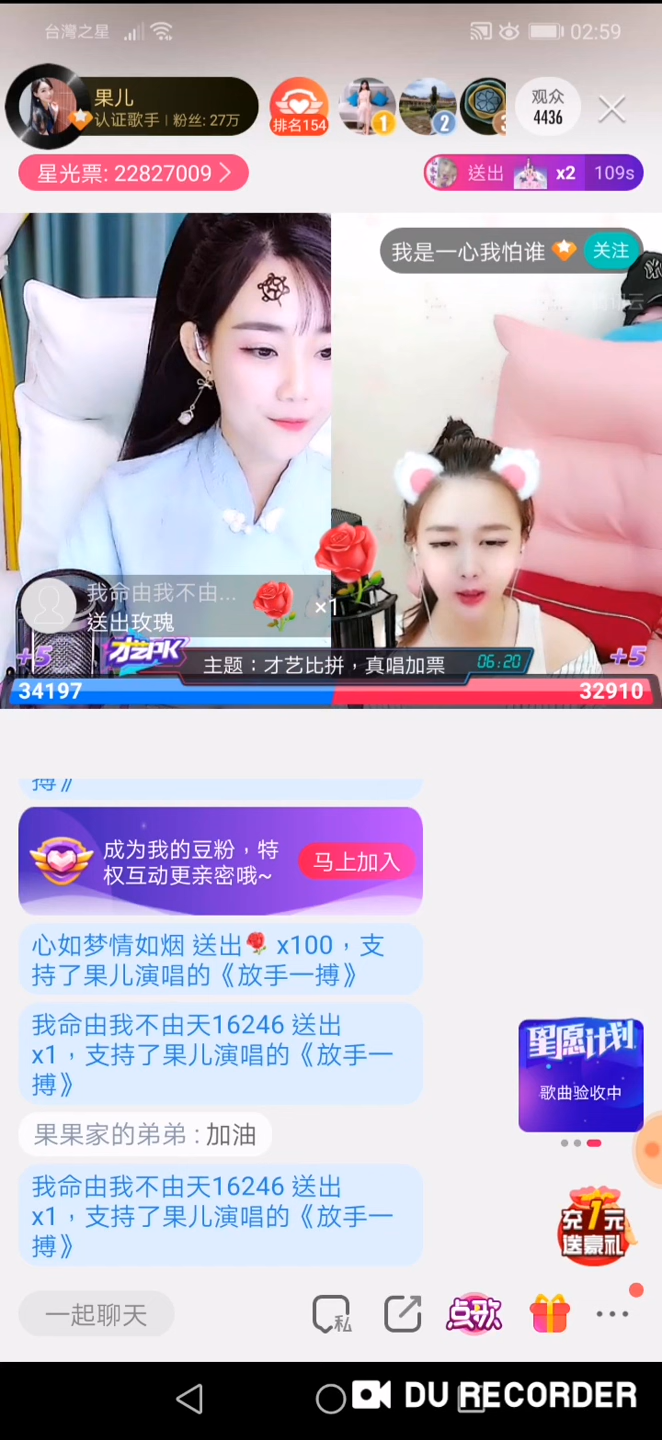 台灣之星
02:59
果儿
认证歌手 | 粉丝: 27万
排名154
1
2
3
观众
4436
星光票: 22827009
送出 x2 109s
我是一心我怕谁 关注
我命由我不由...
送出玫瑰
×1
+5
才艺PK
主题：才艺比拼，真唱加票
06:20
+5
34197
32910
搏》
成为我的豆粉，特
权互动更亲密哦~
马上加入
心如梦情如烟 送出 x100，支
持了果儿演唱的《放手一搏》
我命由我不由天16246 送出
x1，支持了果儿演唱的《放手一
搏》
果果家的弟弟 : 加油
我命由我不由天16246 送出
x1，支持了果儿演唱的《放手一
搏》
星愿计划
歌曲验收中
充1元
送豪礼
一起聊天
私
点歌
DU RECORDER